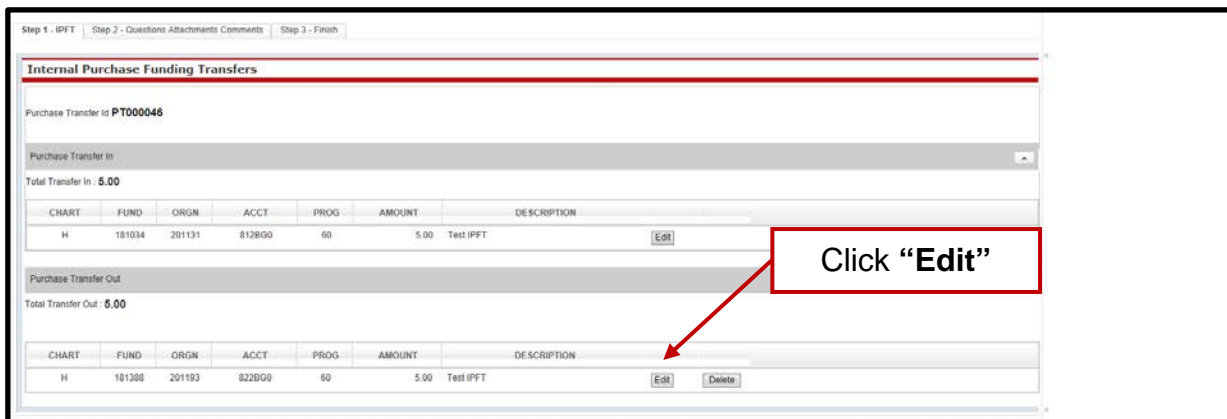 Step 1 - IPFT Step 2 - Questions Attachments Comments Step 3 - Finish
Internal Purchase Funding Transfers
Purchase Transfer Id PT000046
Purchase Transfer In
Total Transfer In : 5.00
CHART FUND ORGN ACCT PROG AMOUNT DESCRIPTION
H 181034 201131 812BG0 60 5.00 Test IPFT Edit
Click “Edit”
Purchase Transfer Out
Total Transfer Out : 5.00
CHART FUND ORGN ACCT PROG AMOUNT DESCRIPTION
H 181388 201193 822BG0 60 5.00 Test IPFT Edit Delete